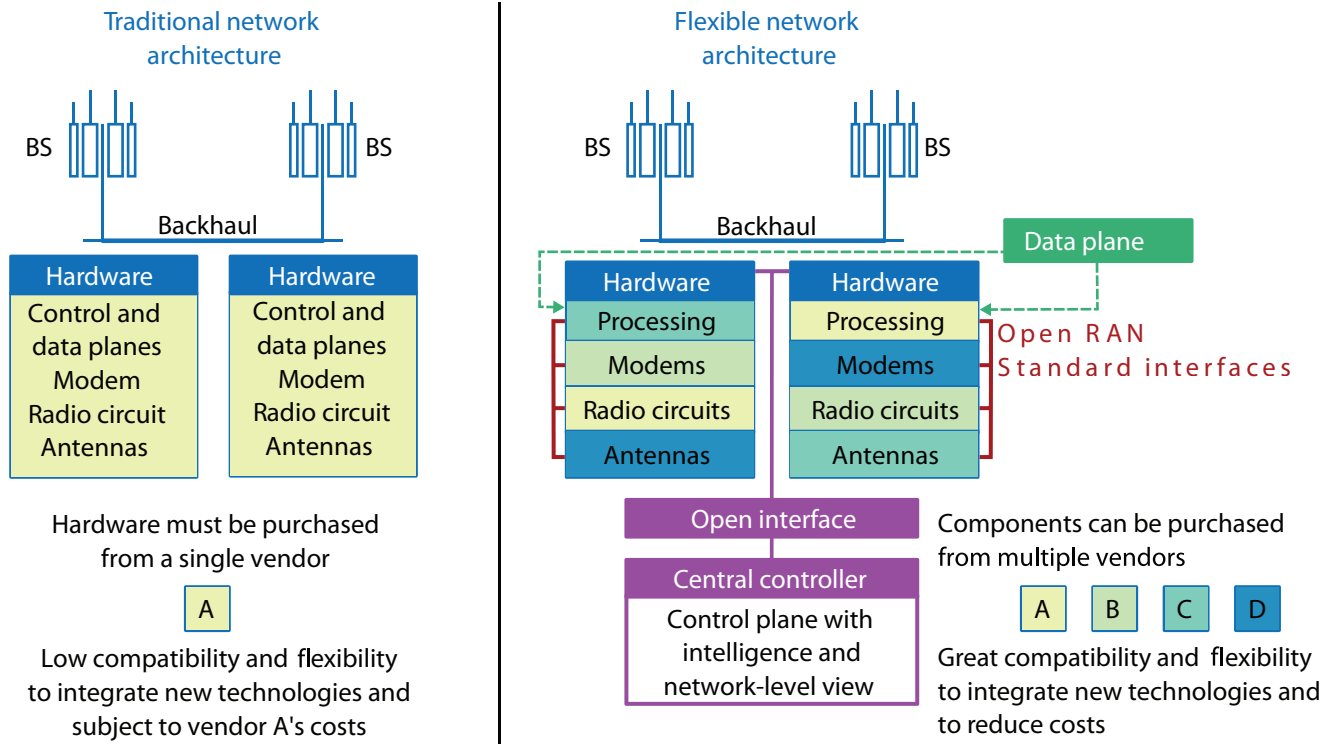 Traditional network
architecture
BS
BS
Backhaul
Hardware
Control and
data planes
Modem
Radio circuit
Antennas
Hardware
Control and
data planes
Modem
Radio circuit
Antennas
Hardware must be purchased
from a single vendor
A
Low compatibility and flexibility
to integrate new technologies and
subject to vendor A's costs
Flexible network
architecture
BS
BS
Backhaul
Data plane
Hardware
Processing
Modems
Radio circuits
Antennas
Hardware
Processing
Modems
Radio circuits
Antennas
Open RAN
Standard interfaces
Open interface
Central controller
Control plane with
intelligence and
network-level view
Components can be purchased
from multiple vendors
A B C D
Great compatibility and flexibility
to integrate new technologies and
to reduce costs